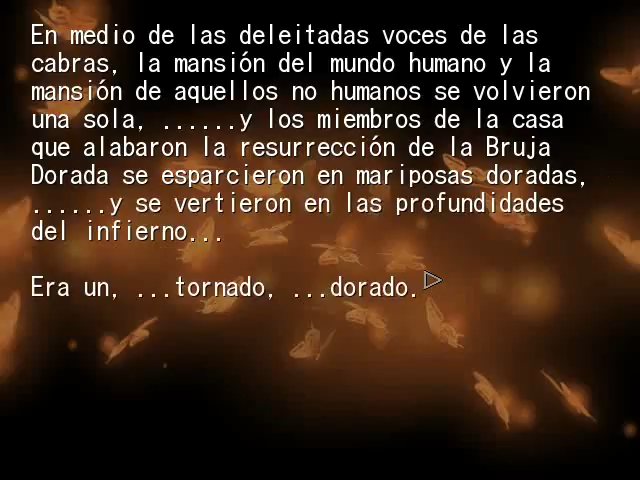 En medio de las deleitadas voces de las
cabras, la mansión del mundo humano y la
mansión de aquellos no humanos se volvieron
una sola, ......y los miembros de la casa
que alabaron la resurrección de la Bruja
Dorada se esparcieron en mariposas doradas,
......y se vertieron en las profundidades
del infierno...
Era un, ...tornado, ...dorado.